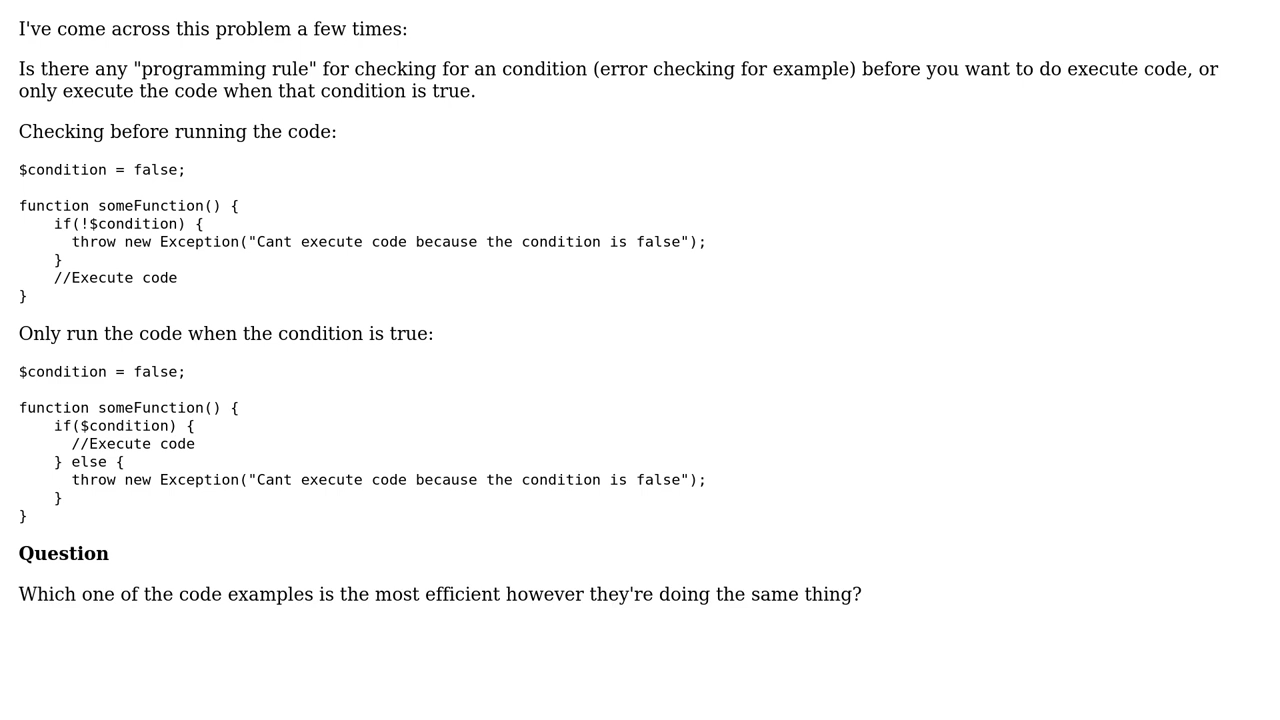 I've come across this problem a few times:
Is there any "programming rule" for checking for an condition (error checking for example) before you want to do execute code, or
only execute the code when that condition is true.
Checking before running the code:
$condition = false;
function someFunction() {
    if(!$condition) {
      throw new Exception("Cant execute code because the condition is false");
    }
    //Execute code
}
Only run the code when the condition is true:
$condition = false;
function someFunction() {
    if($condition) {
      //Execute code
    } else {
      throw new Exception("Cant execute code because the condition is false");
    }
}
Question
Which one of the code examples is the most efficient however they're doing the same thing?